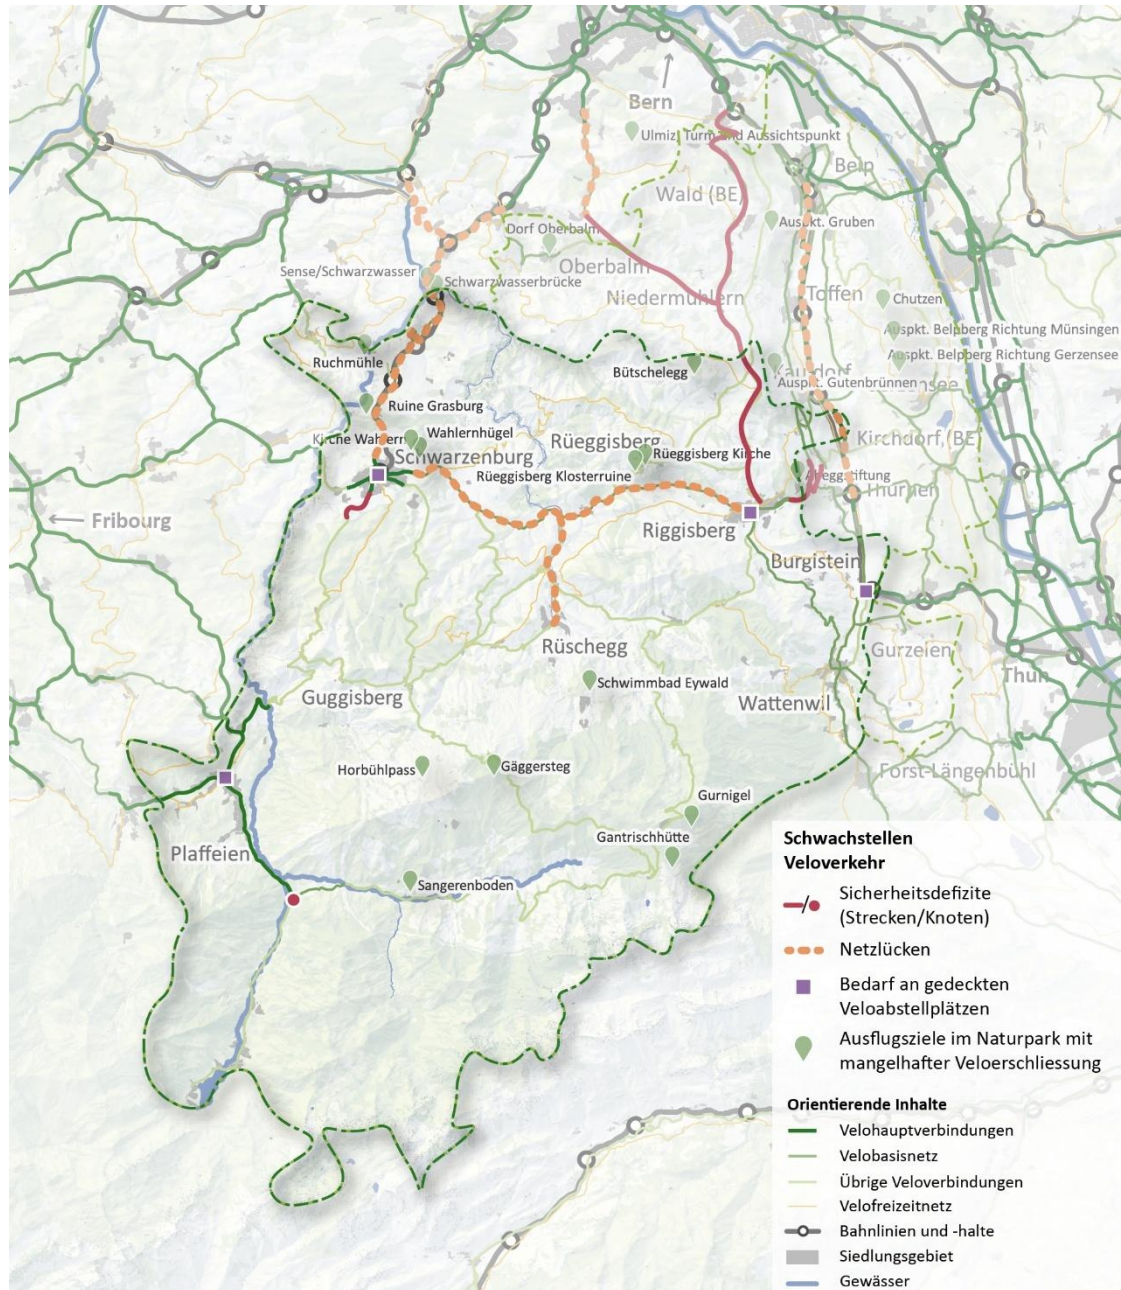 Bern
Ulmiz, Turm und Aussichtspunkt
Belp
Wald (BE)
Auspkt. Gruben
Dorf Oberbalm
Oberbalm
Sense/Schwarzwasser
Schwarzwasserbrücke
Niedermuhlern
Toffen
Chutzen
Auspkt. Belpberg Richtung Münsingen
Auspkt. Belpberg Richtung Gerzensee
Ruchmühle
Bütschelegg
Auspkt. Gutenbrünnen
Ruine Grasburg
Wahlernhügel
Schwarzenburg
Rüeggisberg
Rüeggisberg Kirche
Rüeggisberg Klosterruine
Kirchdorf (BE)
Fribourg
Riggisberg
Burgistein
Rüschegg
Gurzelen
Schwimmbad Eywald
Thun
Guggisberg
Wattenwil
Horbühlpass
Gäggersteg
Forst-Längenbühl
Gurnigel
Gantrischhütte
Plaffeien
Sangerenboden
Schwachstellen
Veloverkehr
Sicherheitsdefizite
(Strecken/Knoten)
Netzlücken
Bedarf an gedeckten
Veloabstellplätzen
Ausflugsziele im Naturpark mit
mangelhafter Veloerschliessung
Orientierende Inhalte
Velohauptverbindungen
Velobasisnetz
Übrige Veloverbindungen
Velofreizeitnetz
Bahnlinien und -halte
Siedlungsgebiet
Gewässer